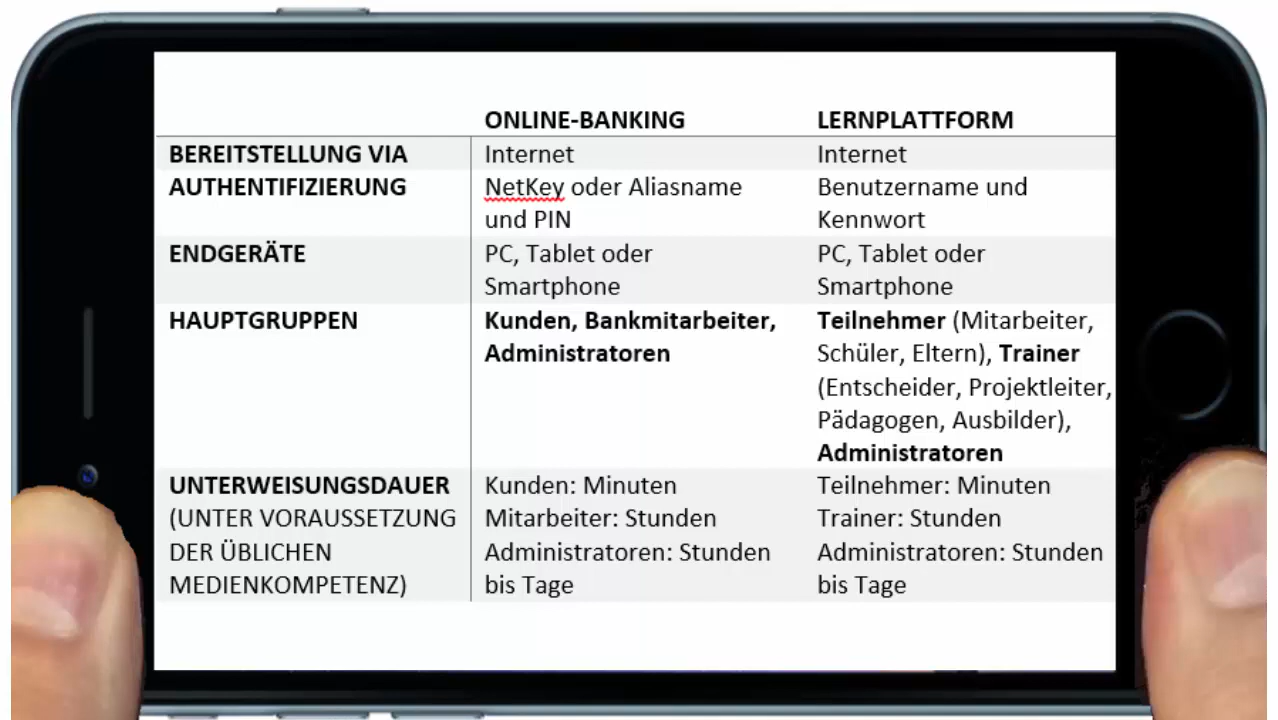 ONLINE-BANKING LERNPLATTFORM
BEREITSTELLUNG VIA Internet Internet
AUTHENTIFIZIERUNG NetKey oder Aliasname Benutzername und
und PIN Kennwort
ENDGERÄTE PC, Tablet oder PC, Tablet oder
Smartphone Smartphone
HAUPTGRUPPEN Kunden, Bankmitarbeiter, Teilnehmer (Mitarbeiter,
Administratoren Schüler, Eltern), Trainer
(Entscheider, Projektleiter,
Pädagogen, Ausbilder),
Administratoren
UNTERWEISUNGSDAUER Kunden: Minuten Teilnehmer: Minuten
(UNTER VORAUSSETZUNG Mitarbeiter: Stunden Trainer: Stunden
DER ÜBLICHEN Administratoren: Stunden Administratoren: Stunden
MEDIENKOMPETENZ) bis Tage bis Tage